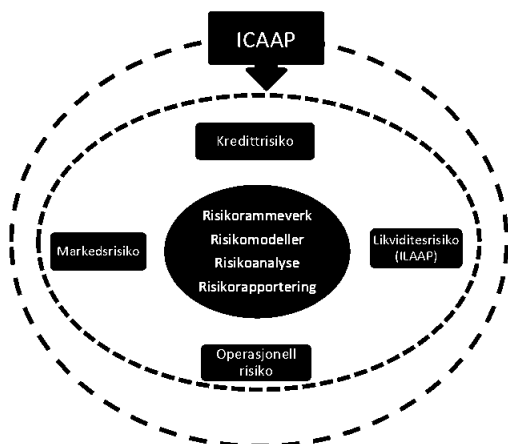 ICAAP
Kredittrisiko
Markedsrisiko
Risikorammeverk
Risikomodeller
Risikoanalyse
Risikorapportering
Likviditesrisiko
(ILAAP)
Operasjonell
risiko